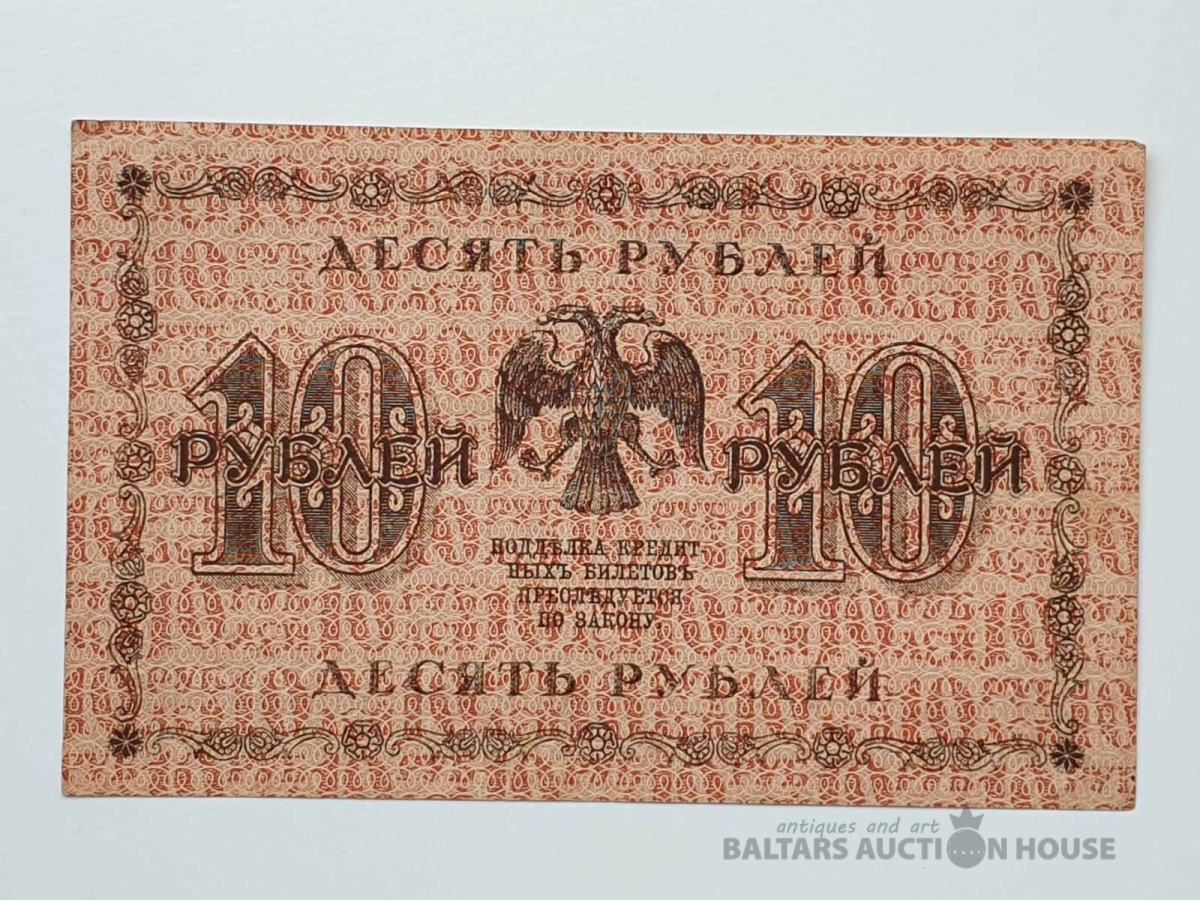 ДЕСЯТЬ РУБЛЕЙ
10 10
РУБЛЕЙ РУБЛЕЙ
ПОДДѢЛКА КРЕДИТ-
НЫХЪ БИЛЕТОВЪ
ПРЕСЛѢДУЕТСЯ
ПО ЗАКОНУ.
ДЕСЯТЬ РУБЛЕЙ
antiques and art
BALTARS AUCTION HOUSE